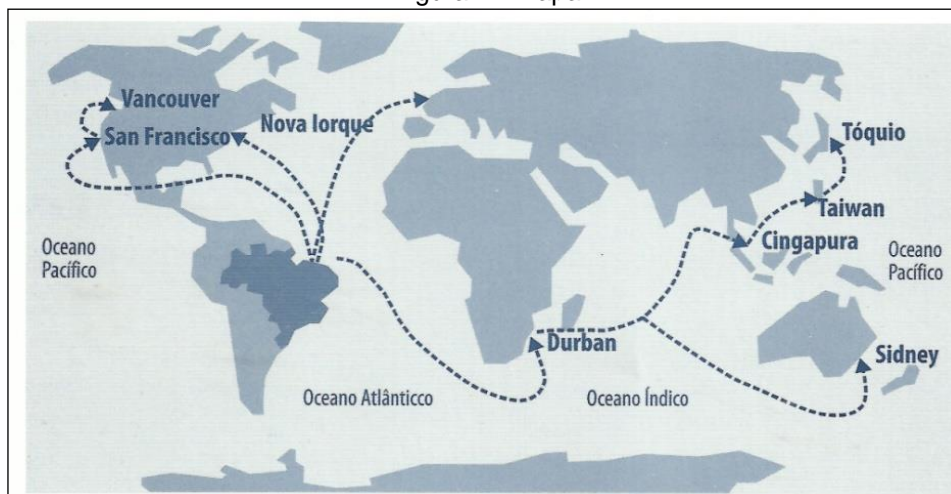 Vancouver
San Francisco
Nova Iorque
Tóquio
Taiwan
Cingapura
Oceano
Pacífico
Oceano
Pacífico
Durban
Sidney
Oceano Atlânticco
Oceano Índico